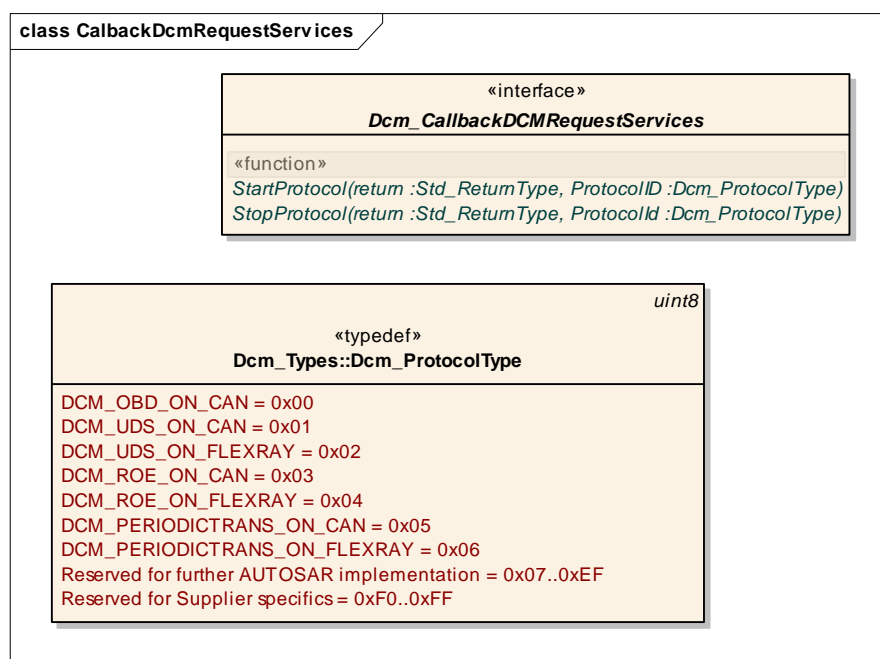 class CalbackDcmRequestServices
«interface»
Dcm_CallbackDCMRequestServices
«function»
StartProtocol(return :Std_ReturnType, ProtocolID :Dcm_ProtocolType)
StopProtocol(return :Std_ReturnType, ProtocolId :Dcm_ProtocolType)
uint8
«typedef»
Dcm_Types::Dcm_ProtocolType
DCM_OBD_ON_CAN = 0x00
DCM_UDS_ON_CAN = 0x01
DCM_UDS_ON_FLEXRAY = 0x02
DCM_ROE_ON_CAN = 0x03
DCM_ROE_ON_FLEXRAY = 0x04
DCM_PERIODICTRANS_ON_CAN = 0x05
DCM_PERIODICTRANS_ON_FLEXRAY = 0x06
Reserved for further AUTOSAR implementation = 0x07..0xEF
Reserved for Supplier specifics = 0xF0..0xFF